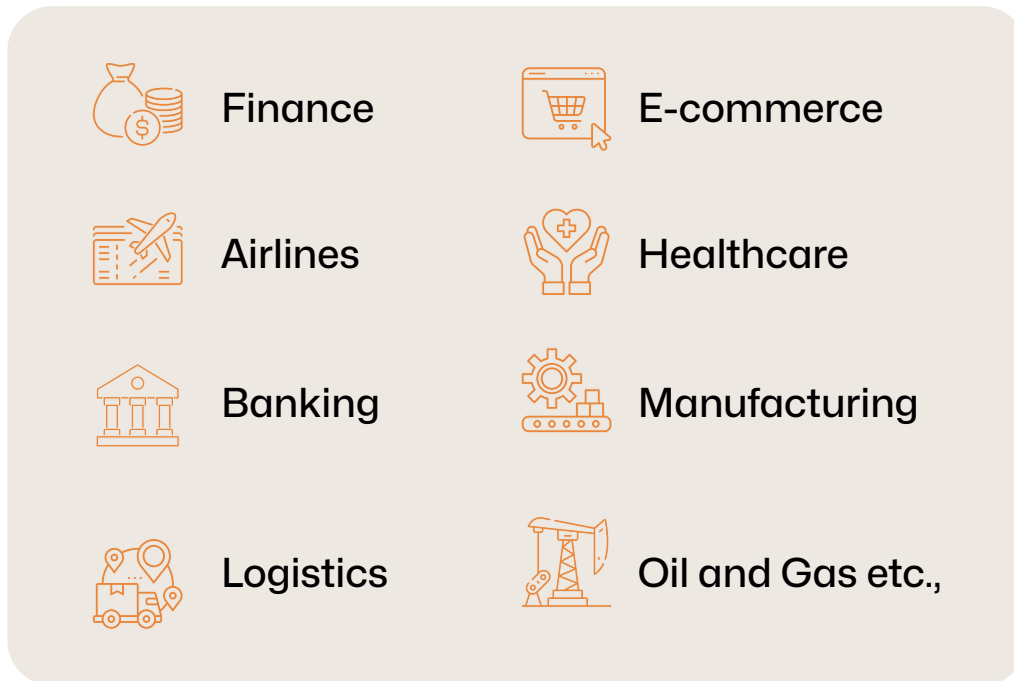 Finance
E-commerce
Airlines
Healthcare
Banking
Manufacturing
Logistics
Oil and Gas etc.,